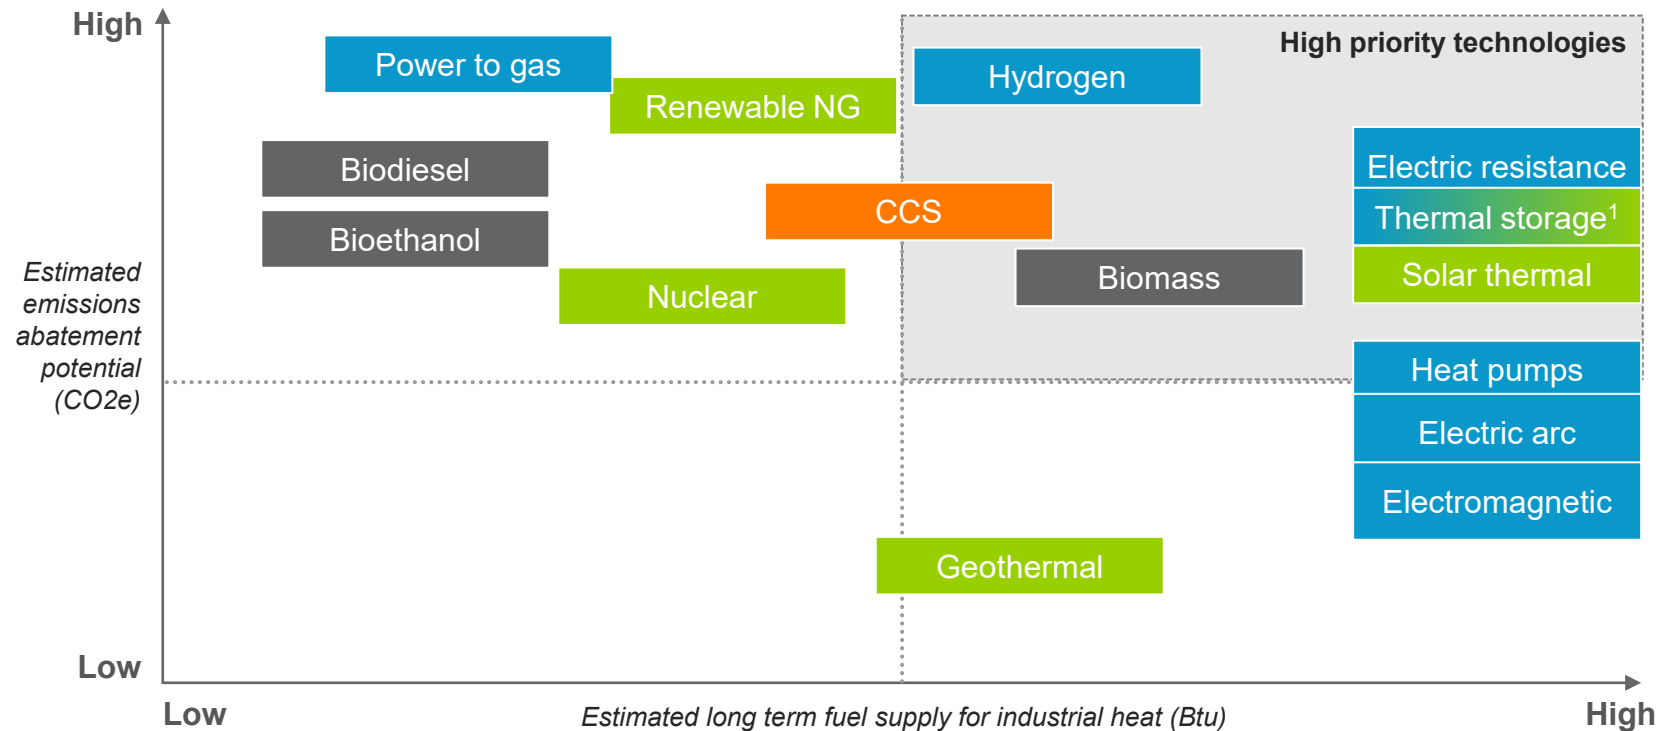 High
High priority technologies
Power to gas
Hydrogen
Renewable NG
Biodiesel
Electric resistance
CCS
Thermal storage¹
Bioethanol
Biomass
Solar thermal
Nuclear
Estimated
emissions
abatement
potential
(CO2e)
Heat pumps
Electric arc
Electromagnetic
Geothermal
Low
Low
Estimated long term fuel supply for industrial heat (Btu)
High